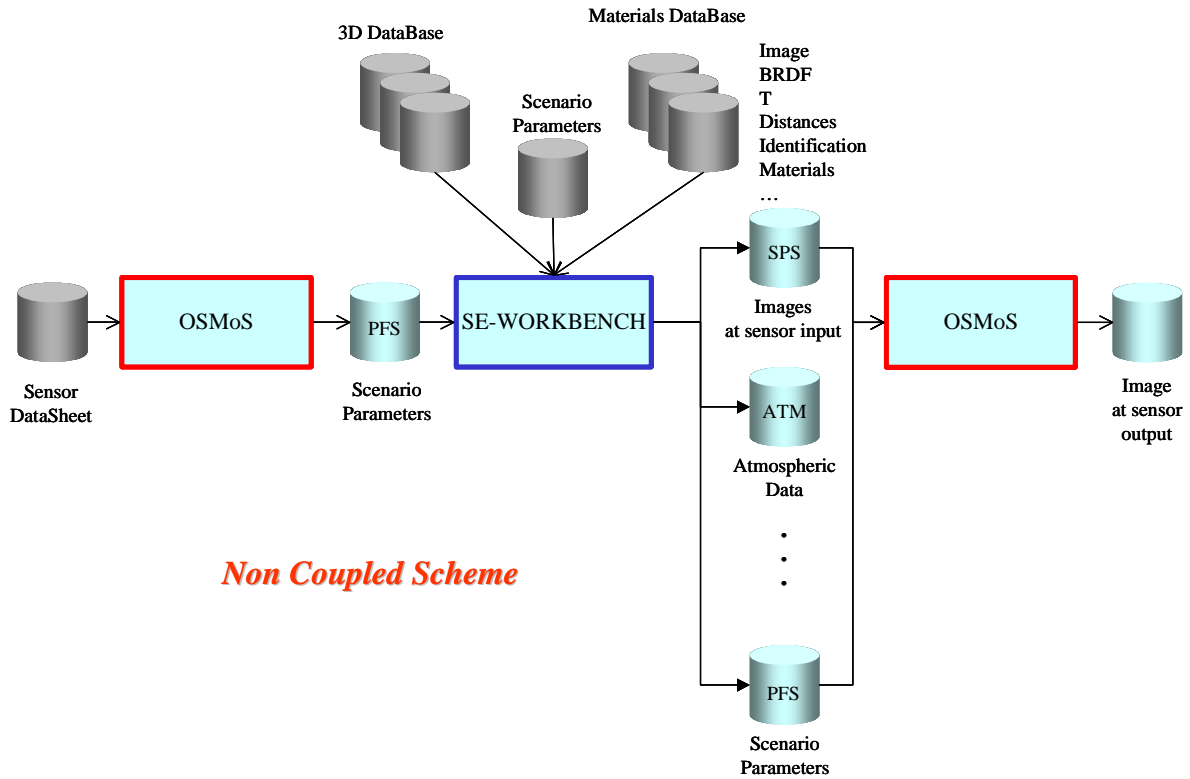 Materials DataBase
3D DataBase
Image
BRDF
T
Distances
Identification
Materials
...
Scenario
Parameters
SPS
OSMoS
PFS
SE-WORKBENCH
Images
at sensor input
OSMoS
Sensor
DataSheet
Scenario
Parameters
Image
at sensor
output
ATM
Atmospheric
Data
Non Coupled Scheme
PFS
Scenario
Parameters